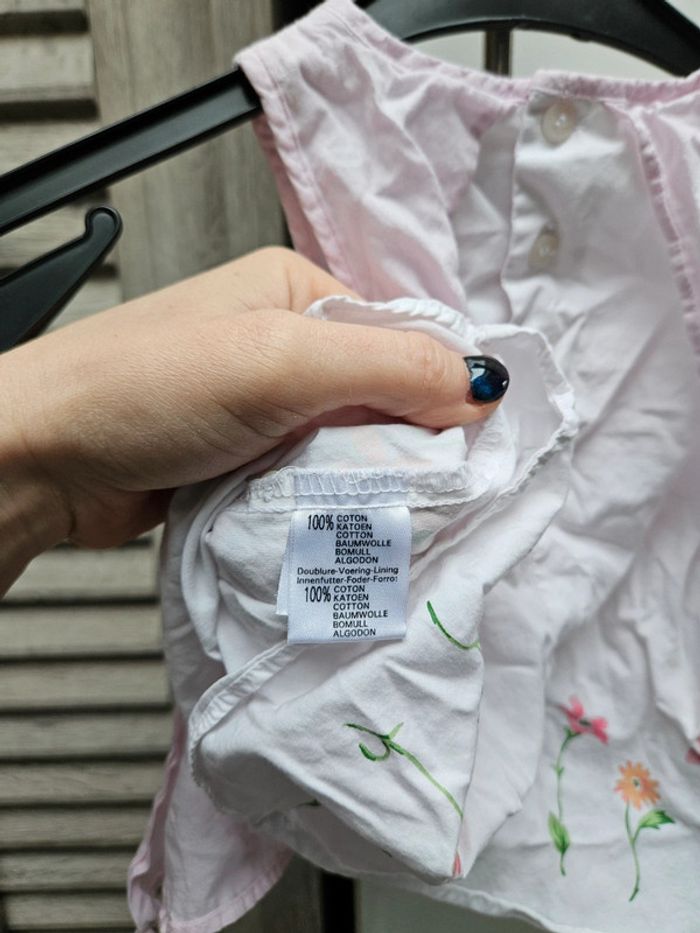 100% COTON
KATOEN
COTTON
BAUMWOLLE
BOMULL
ALGODON
Doublure-Voering-Lining
Innenfutter-Foder-Forro:
100% COTON
KATOEN
COTTON
BAUMWOLLE
BOMULL
ALGODON